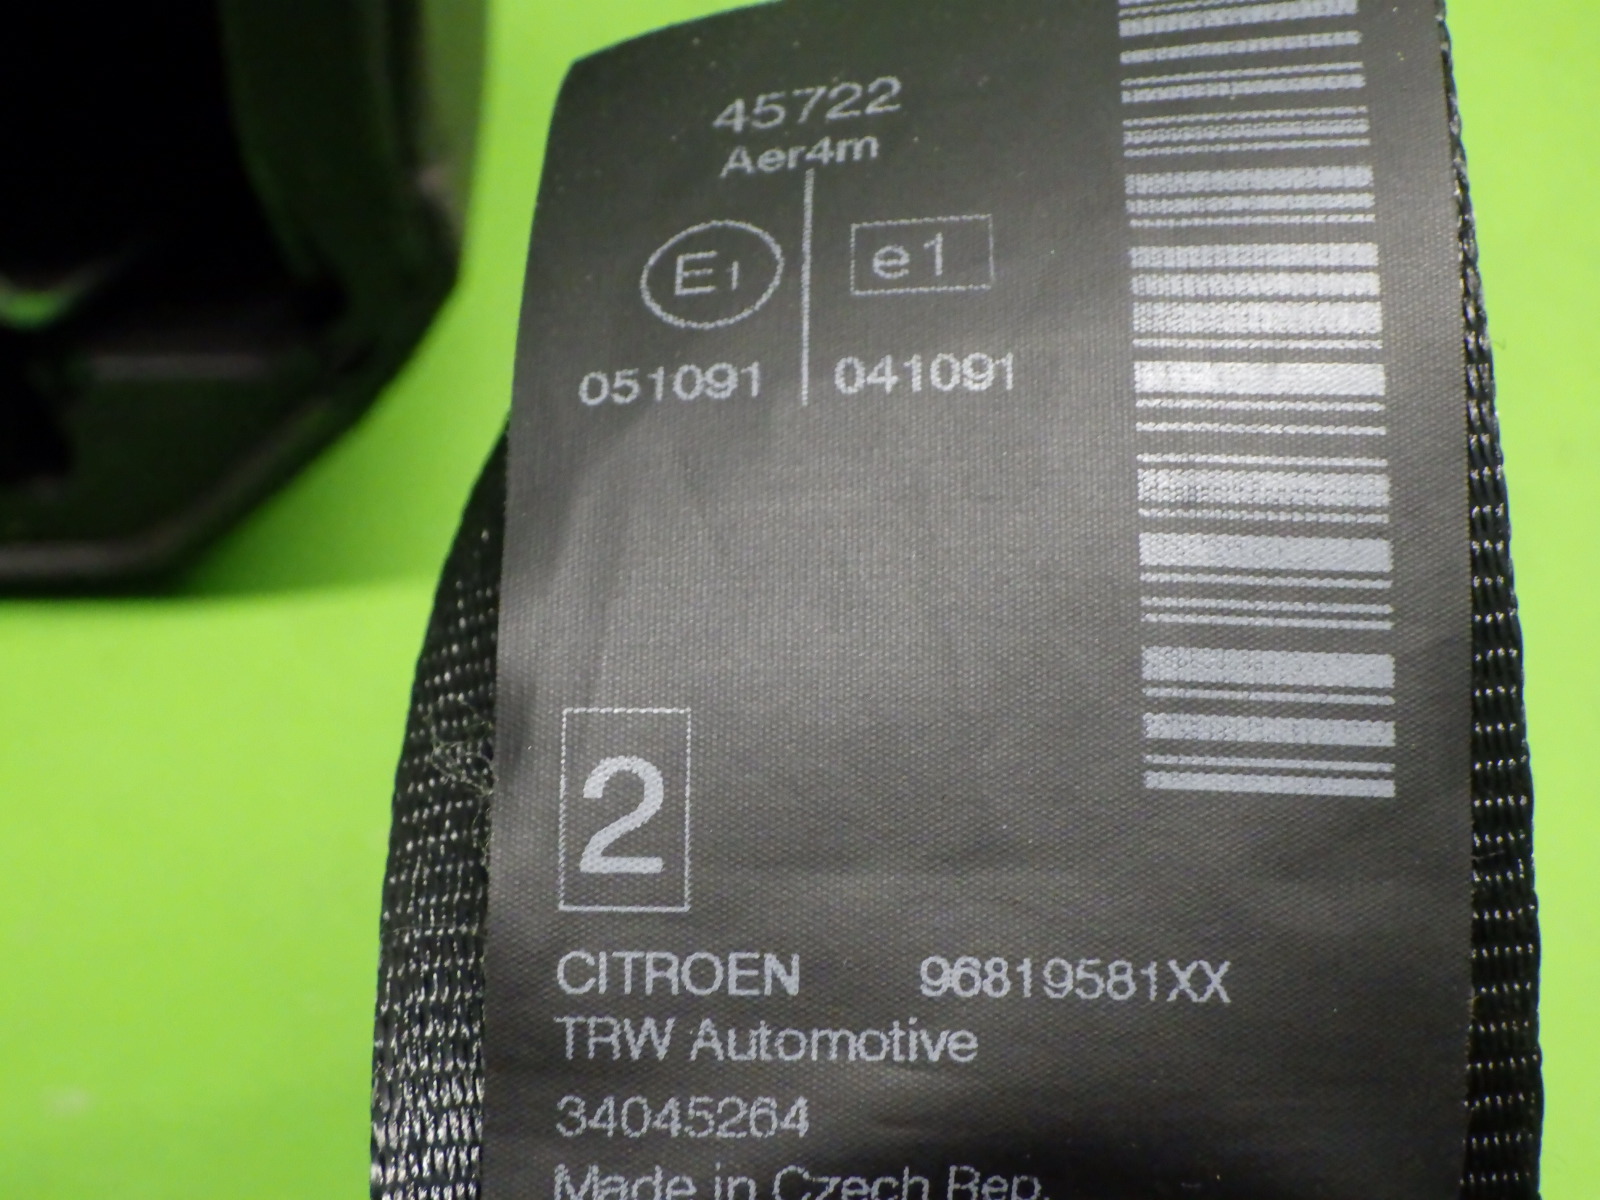 45722
Aer4m
E1 e1
051091 041091
2
CITROEN 96819581XX
TRW Automotive
34045264
Made in Czech Rep.